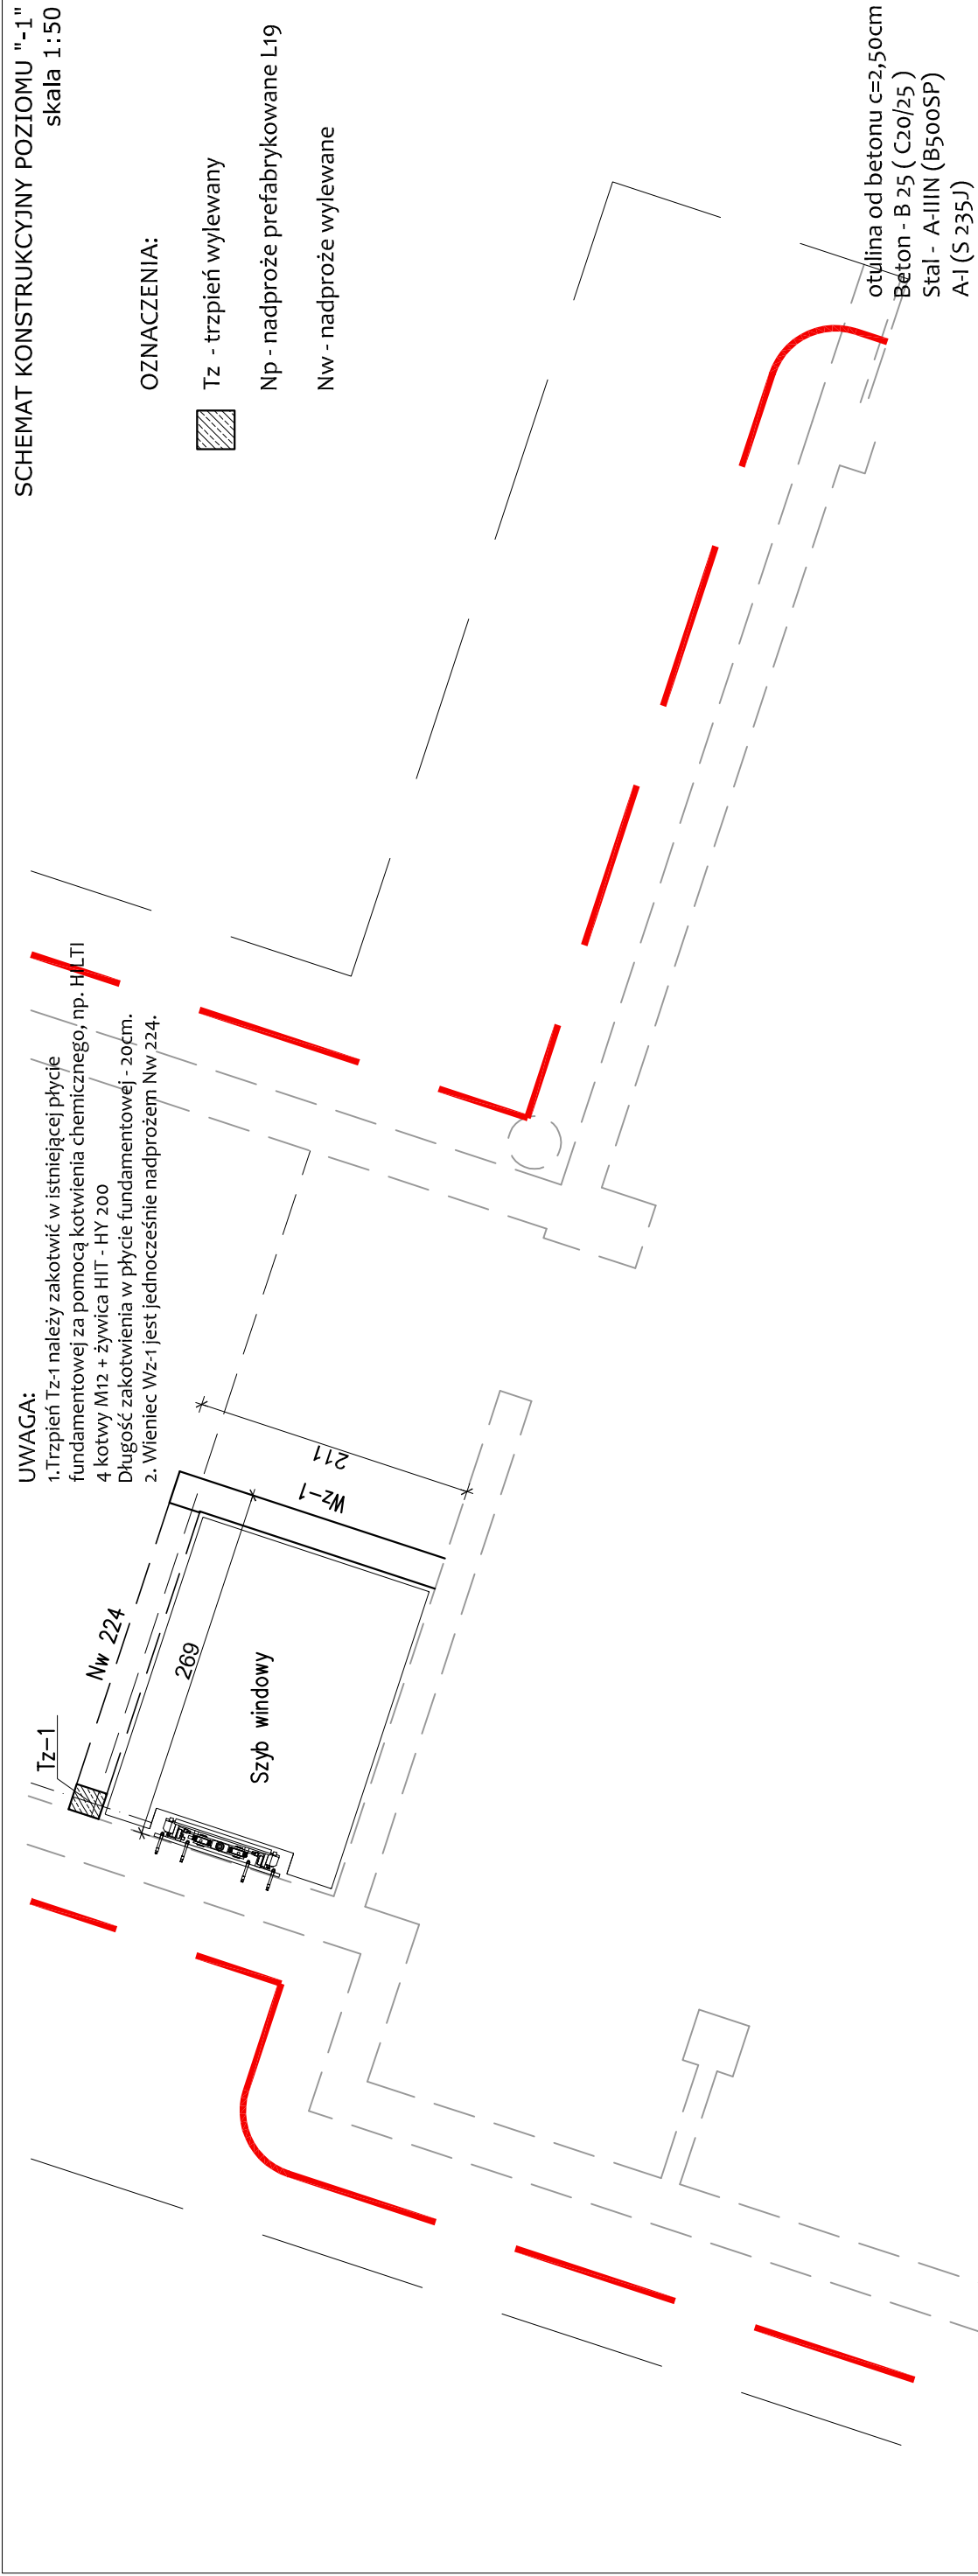 SCHEMAT KONSTRUKCYJNY POZIOMU "-1"
skala 1:50
OZNACZENIA:
Tz - trzpień wylewany
Np - nadproże prefabrykowane L19
Nw - nadproże wylewane
UWAGA:
1.Trzpień Tz-1 należy zakotwić w istniejącej płycie
fundamentowej za pomocą kotwienia chemicznego, np. HILTI
4 kotwy M12 + żywica HIT - HY 200
Długość zakotwienia w płycie fundamentowej - 20cm.
2. Wieniec Wz-1 jest jednocześnie nadprożem Nw 224.
Tz-1
Nw 224
269
Szyb windowy
Wz-1
211
otulina od betonu c=2,50cm
Beton - B 25 ( C20/25 )
Stal - A-IIIN (B500SP)
A-I (S 235J)